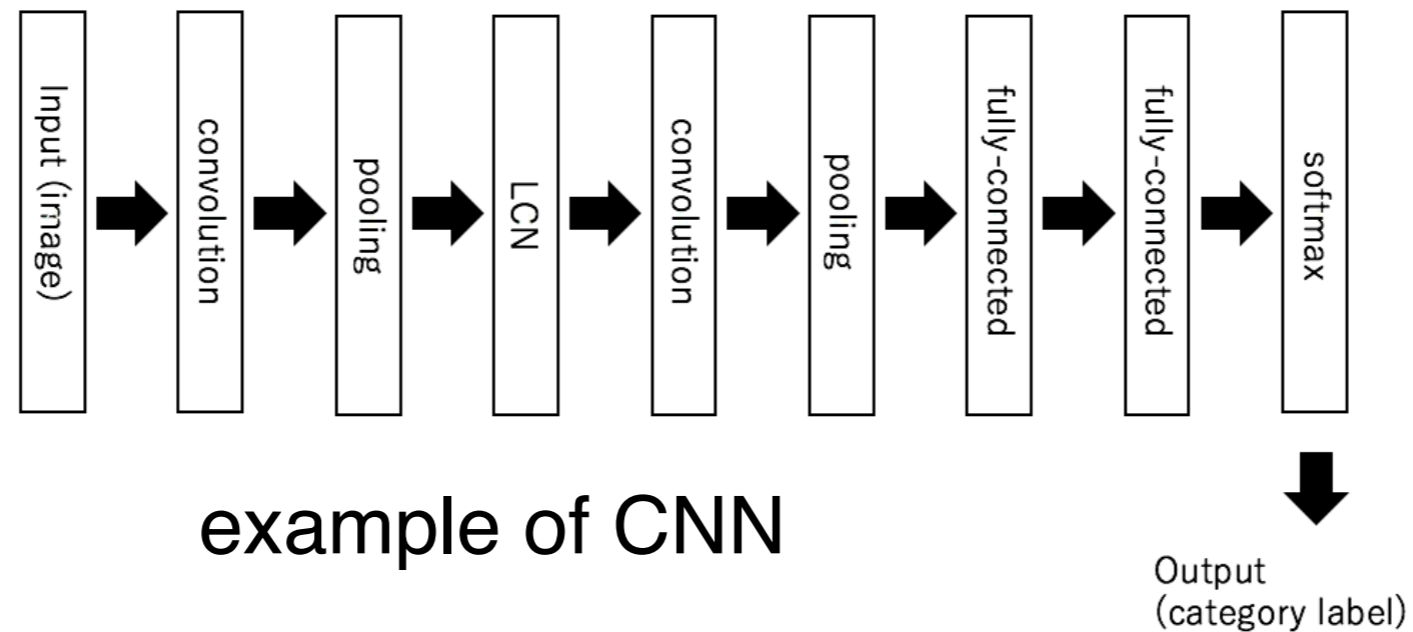 Input (image)
convolution
pooling
LCN
convolution
pooling
fully-connected
fully-connected
softmax
example of CNN
Output
(category label)